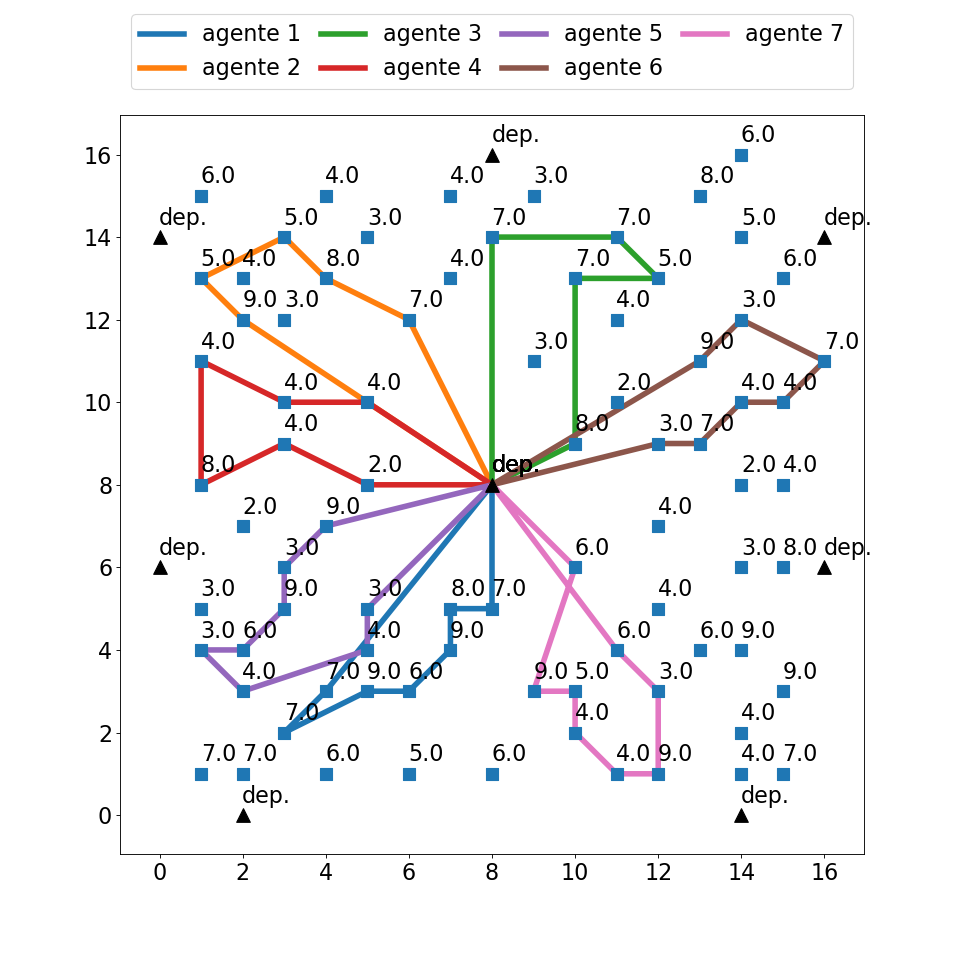 agente 1 agente 3 agente 5 agente 7
agente 2 agente 4 agente 6
dep.
6.0
16
6.0 4.0 4.0 3.0 8.0
dep. 5.0 3.0 7.0 7.0 5.0 dep.
14
5.0 4.0 8.0 4.0 7.0 5.0 6.0
9.0 3.0 7.0 4.0 3.0
12
4.0 3.0 9.0 7.0
4.0 4.0 2.0 4.0 4.0
10
4.0 8.0 3.0 7.0
8.0 2.0 dep. 2.0 4.0
8
2.0 9.0 4.0
dep. 3.0 6.0 3.0 8.0 dep.
6
3.0 9.0 3.0 8.0 7.0 4.0
3.0 6.0 4.0 9.0 6.0 6.0 9.0
4
4.0 7.0 9.0 6.0 9.0 5.0 3.0 9.0
7.0 4.0 4.0
2
7.0 7.0 6.0 5.0 6.0 4.0 9.0 4.0 7.0
dep. dep.
0
0 2 4 6 8 10 12 14 16